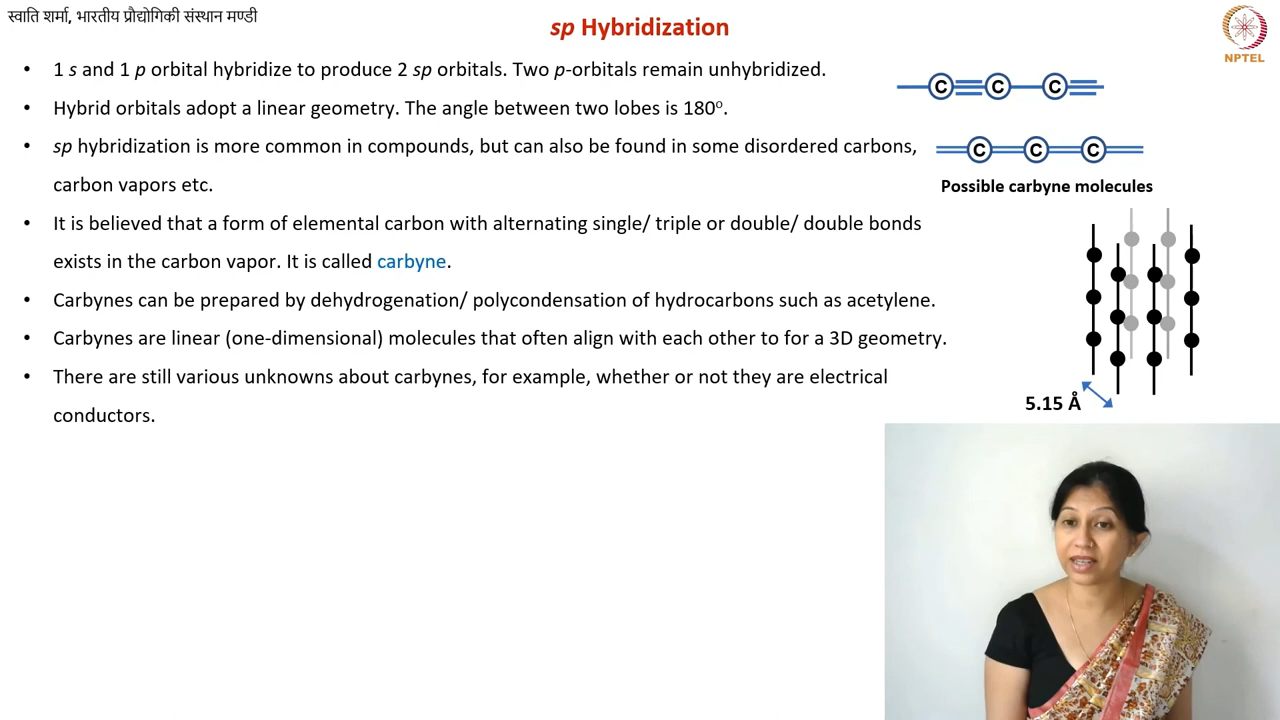 स्वाति शर्मा, भारतीय प्रौद्योगिकी संस्थान मण्डी
sp Hybridization
NPTEL
• 1 s and 1 p orbital hybridize to produce 2 sp orbitals. Two p-orbitals remain unhybridized.
• Hybrid orbitals adopt a linear geometry. The angle between two lobes is 180º.
• sp hybridization is more common in compounds, but can also be found in some disordered carbons,
carbon vapors etc.
• It is believed that a form of elemental carbon with alternating single/ triple or double/ double bonds
exists in the carbon vapor. It is called carbyne.
• Carbynes can be prepared by dehydrogenation/ polycondensation of hydrocarbons such as acetylene.
• Carbynes are linear (one-dimensional) molecules that often align with each other to for a 3D geometry.
• There are still various unknowns about carbynes, for example, whether or not they are electrical
conductors.
C C C
C C C
Possible carbyne molecules
5.15 Å